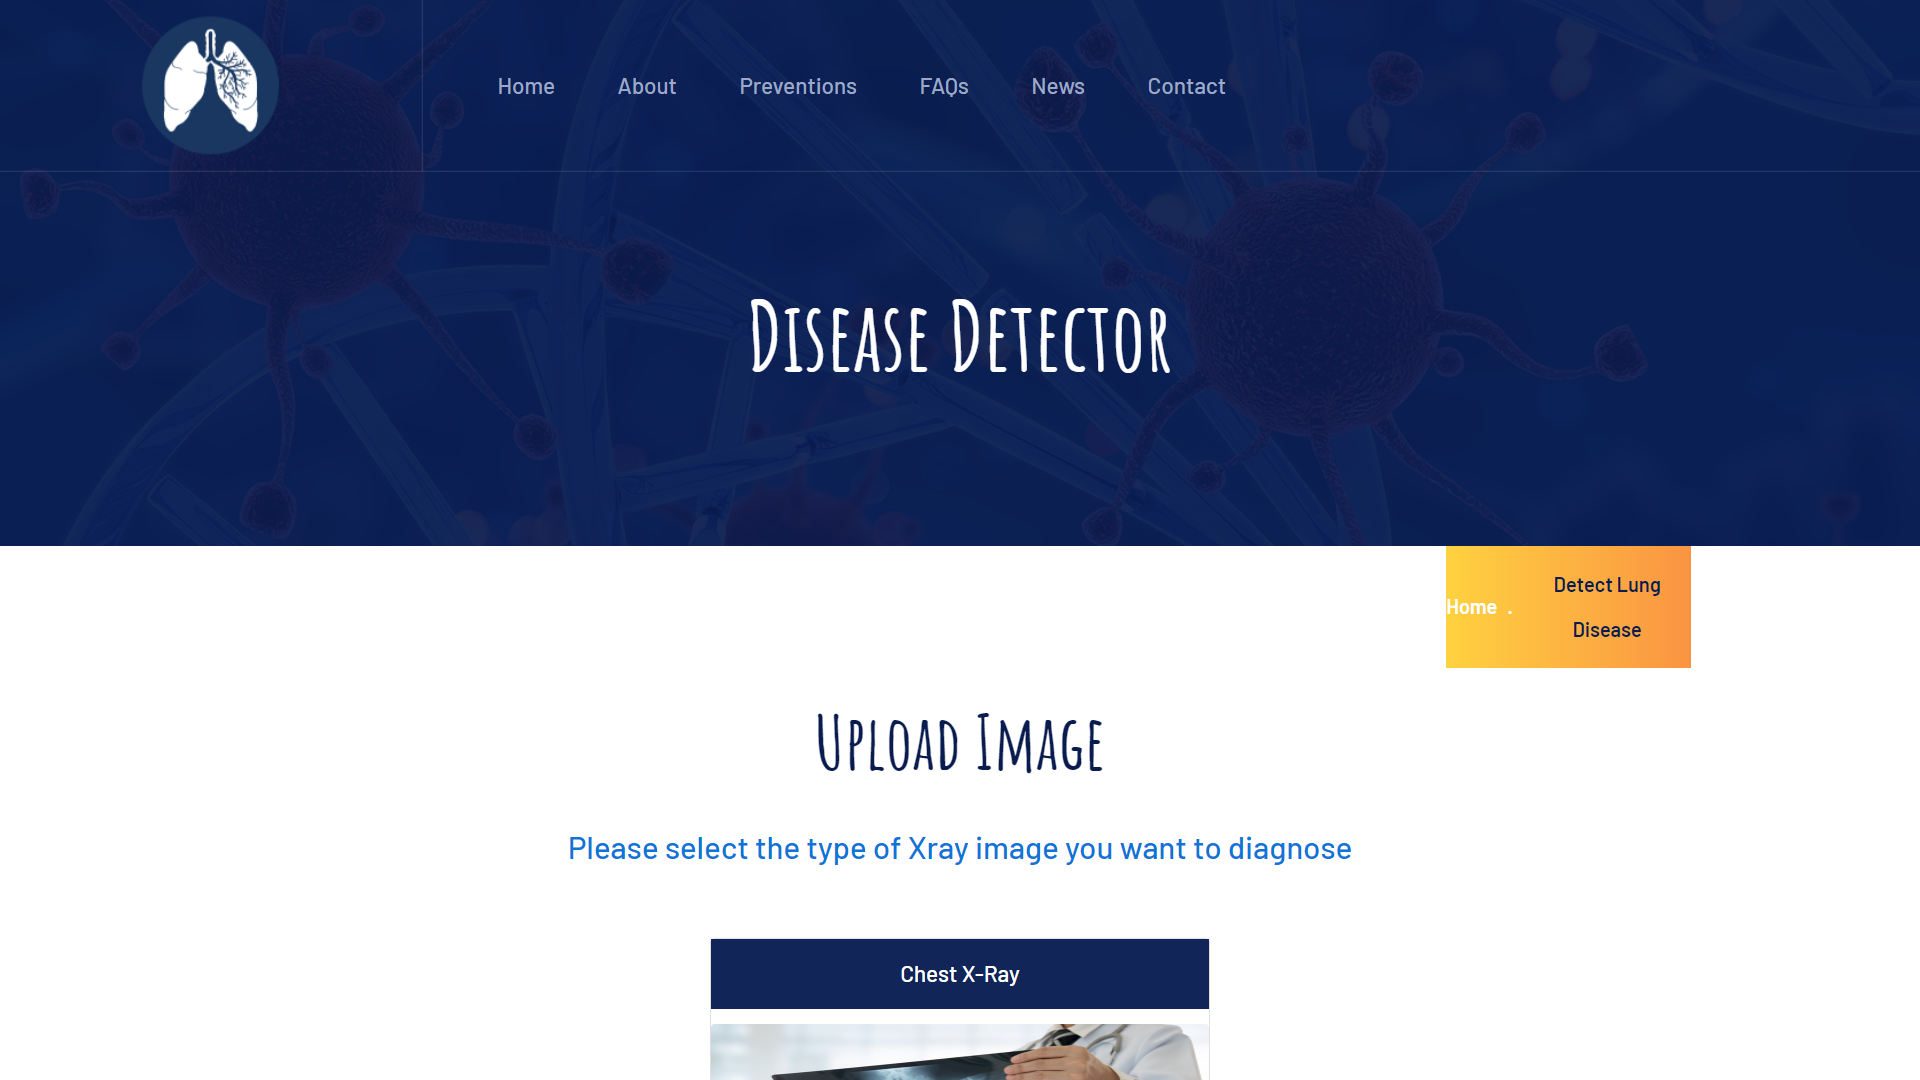 Home About Preventions FAQs News Contact
Disease Detector
Home . Detect Lung
Disease
Upload Image
Please select the type of Xray image you want to diagnose
Chest X-Ray